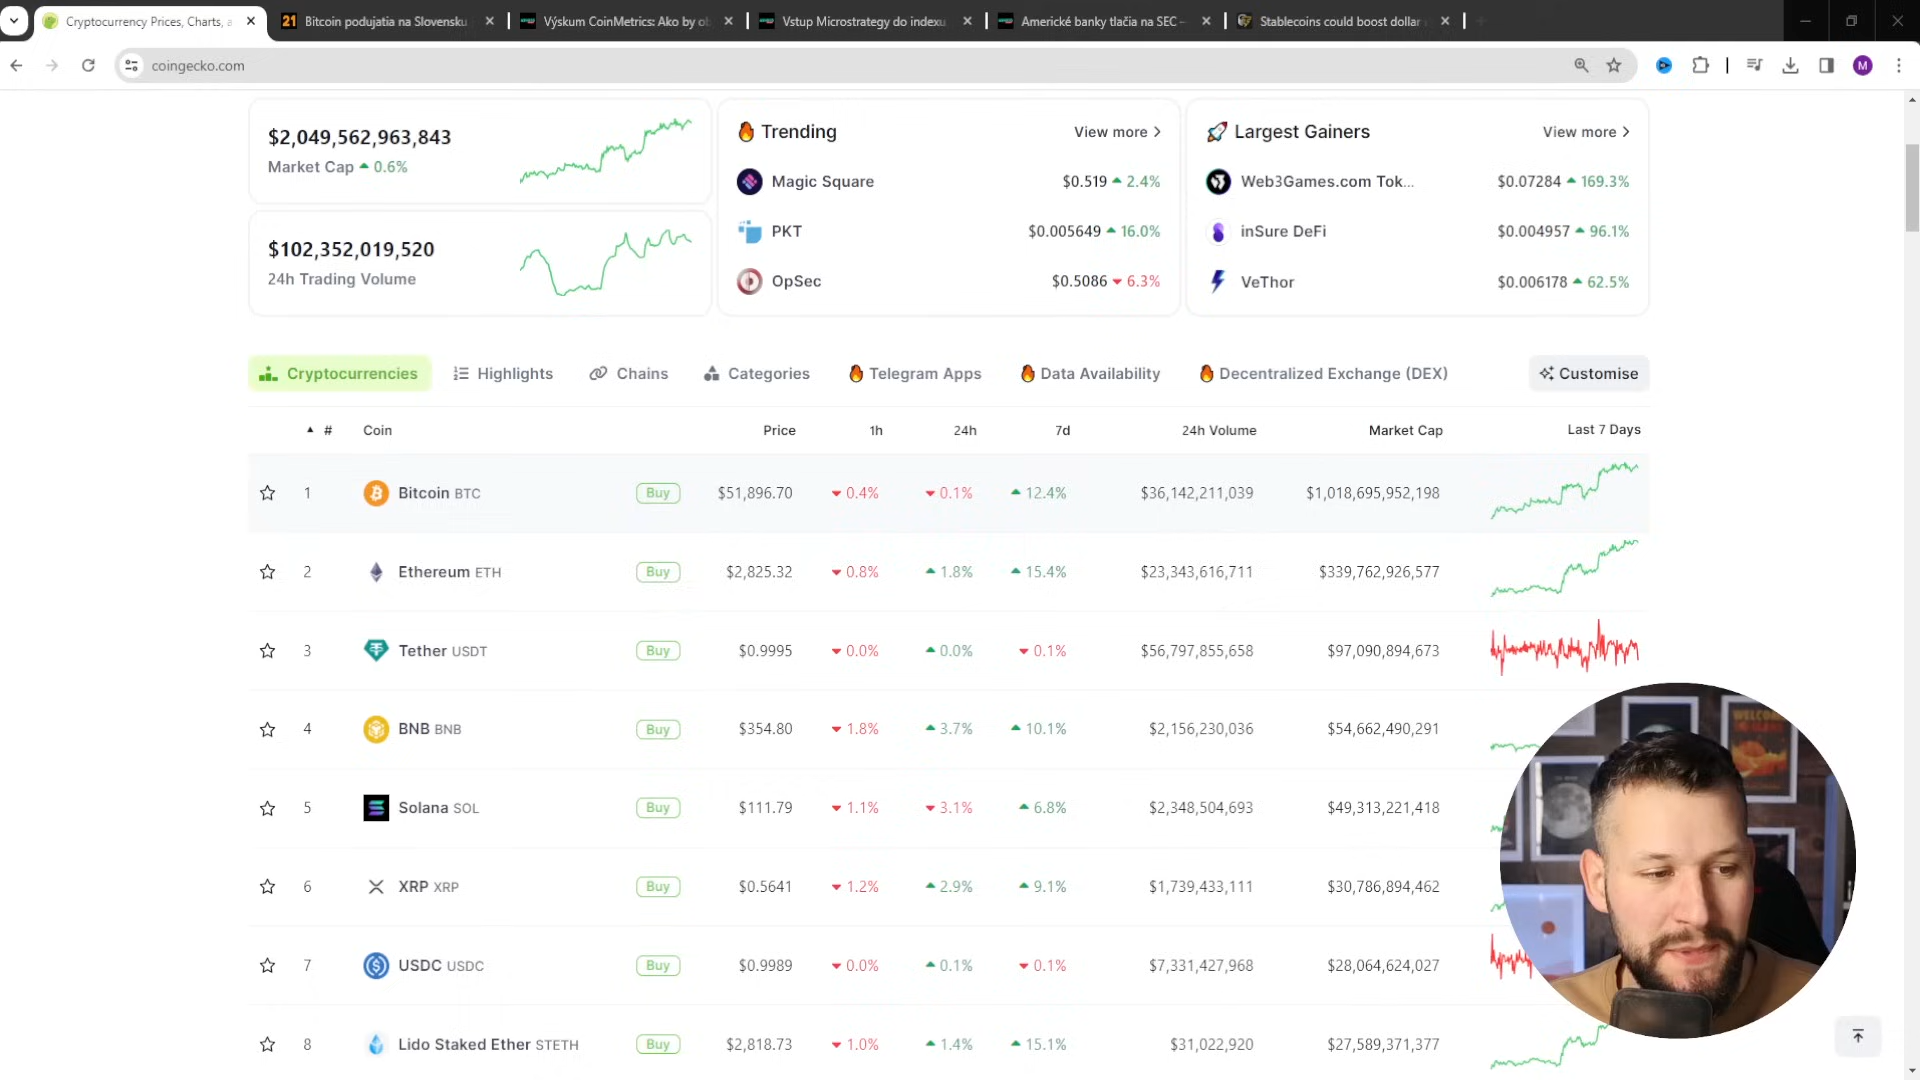 Cryptocurrency Prices, Charts, a
Bitcoin podujatia na Slovensku
Výskum CoinMetrics: Ako by ob
Vstup Microstrategy do indexu
Americké banky tlačia na SEC -
Stablecoins could boost dollar
coingecko.com
M
$2,049,562,963,843
Market Cap 0.6%
$102,352,019,520
24h Trading Volume
Trending View more
Magic Square $0.519 2.4%
PKT $0.005649 16.0%
OpSec $0.5086 6.3%
Largest Gainers View more
Web3Games.com Tok... $0.07284 169.3%
inSure DeFi $0.004957 96.1%
VeThor $0.006178 62.5%
Cryptocurrencies Highlights Chains Categories Telegram Apps Data Availability Decentralized Exchange (DEX) Customise
# Coin Price 1h 24h 7d 24h Volume Market Cap Last 7 Days
1 Bitcoin BTC Buy $51,896.70 0.4% 0.1% 12.4% $36,142,211,039 $1,018,695,952,198
2 Ethereum ETH Buy $2,825.32 0.8% 1.8% 15.4% $23,343,616,711 $339,762,926,577
3 Tether USDT Buy $0.9995 0.0% 0.0% 0.1% $56,797,855,658 $97,090,894,673
4 BNB BNB Buy $354.80 1.8% 3.7% 10.1% $2,156,230,036 $54,662,490,291
5 Solana SOL Buy $111.79 1.1% 3.1% 6.8% $2,348,504,693 $49,313,221,418
6 XRP XRP Buy $0.5641 1.2% 2.9% 9.1% $1,739,433,111 $30,786,894,462
7 USDC USDC Buy $0.9989 0.0% 0.1% 0.1% $7,331,427,968 $28,064,624,027
8 Lido Staked Ether STETH Buy $2,818.73 1.0% 1.4% 15.1% $31,022,920 $27,589,371,377